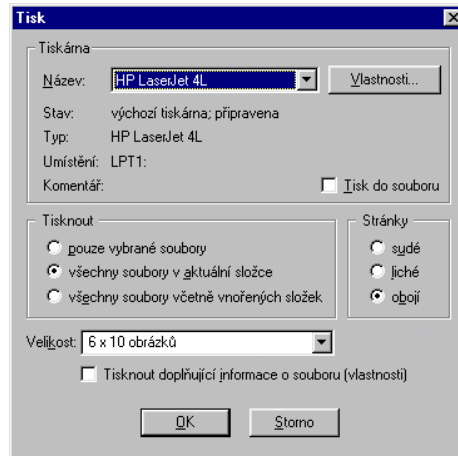 Tisk
Tiskárna
Název: HP LaserJet 4L Vlastnosti...
Stav: výchozí tiskárna; připravena
Typ: HP LaserJet 4L
Umístění: LPT1:
Komentář: Tisk do souboru
Tisknout Stránky
pouze vybrané soubory sudé
všechny soubory v aktuální složce liché
všechny soubory včetně vnořených složek obojí
Velikost: 6 x 10 obrázků
Tisknout doplňující informace o souboru (vlastnosti)
OK Storno